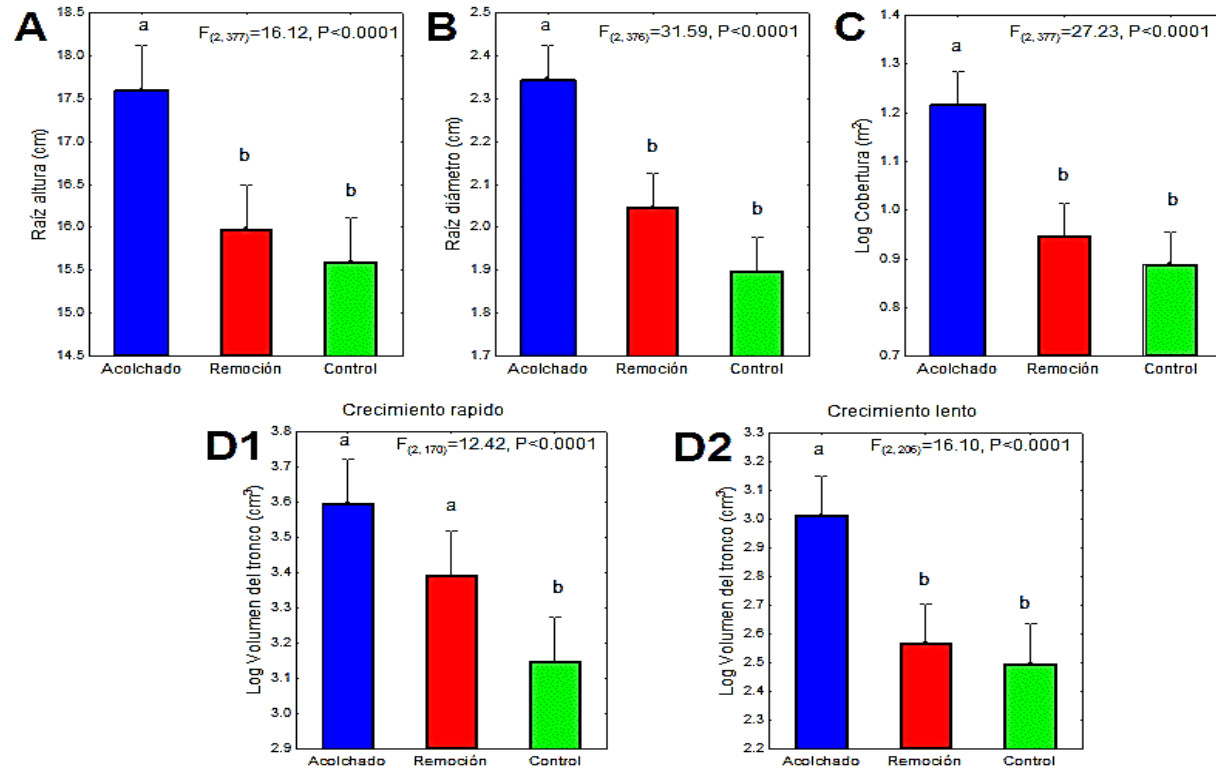 A
F(2, 377)=16.12, P<0.0001
Raíz altura (cm)
18.5
18.0
17.5
17.0
16.5
16.0
15.5
15.0
14.5
a
b
b
Acolchado Remoción Control
B
F(2, 376)=31.59, P<0.0001
Raíz diámetro (cm)
2.5
2.4
2.3
2.2
2.1
2.0
1.9
1.8
1.7
a
b
b
Acolchado Remoción Control
C
F(2, 377)=27.23, P<0.0001
Log Cobertura (m²)
1.4
1.3
1.2
1.1
1.0
0.9
0.8
0.7
a
b
b
Acolchado Remoción Control
D1
Crecimiento rapido
F(2, 170)=12.42, P<0.0001
Log Volumen del tronco (cm³)
3.8
3.7
3.6
3.5
3.4
3.3
3.2
3.1
3.0
2.9
a
a
b
Acolchado Remoción Control
D2
Crecimiento lento
F(2, 206)=16.10, P<0.0001
Log Volumen del tronco (cm³)
3.3
3.2
3.1
3.0
2.9
2.8
2.7
2.6
2.5
2.4
2.3
2.2
a
b
b
Acolchado Remoción Control